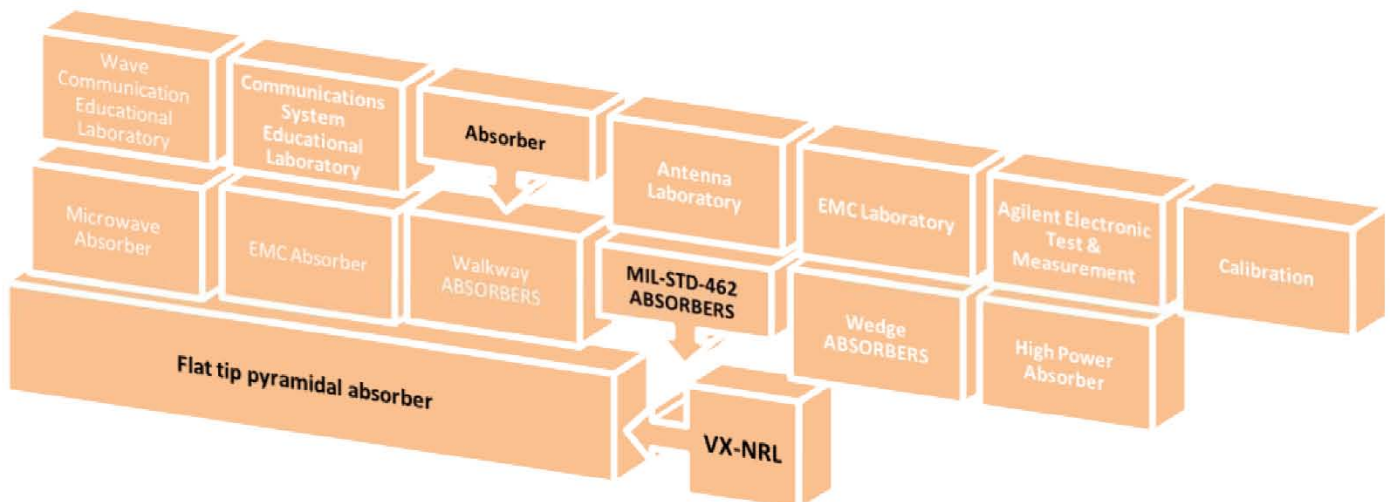 Wave
Communication
Educational
Laboratory
Communications
System
Educational
Laboratory
Absorber
Antenna
Laboratory
EMC Laboratory
Agilent Electronic
Test &
Measurement
Calibration
Microwave
Absorber
EMC Absorber
Walkway
ABSORBERS
MIL-STD-462
ABSORBERS
Wedge
ABSORBERS
High Power
Absorber
Flat tip pyramidal absorber
VX-NRL